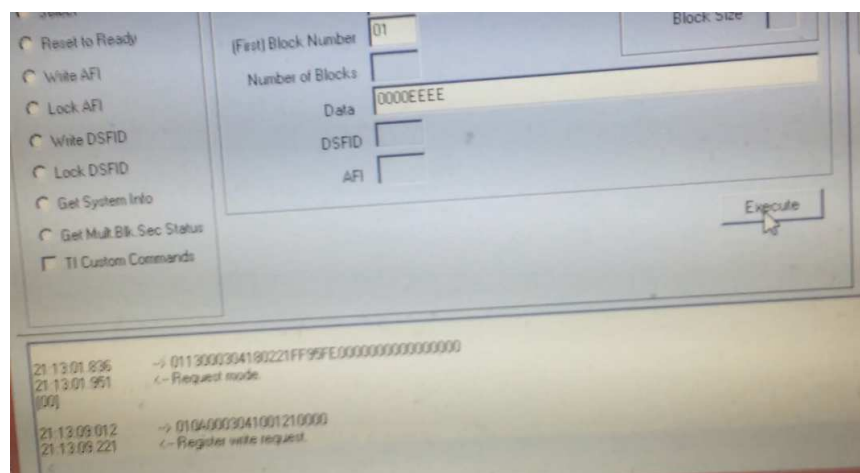 Reset to Ready
Write AFI
Lock AFI
Write DSFID
Lock DSFID
Get System Info
Get Mult.Blk. Sec Status
TI Custom Commands
Block Size
(First) Block Number 01
Number of Blocks
Data 0000EEEE
DSFID
AFI
Execute
21:13:01.836 --> 0113000304180221FF95FE0000000000000000
21:13:01.951 <-- Request mode.
[00]
21:13:09.012 --> 010A0003041001210000
21:13:09.221 <-- Register write request.